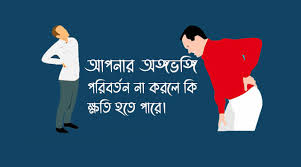 আপনার অঙ্গভঙ্গি
পরিবর্তন না করলে কি
ক্ষতি হতে পারে।